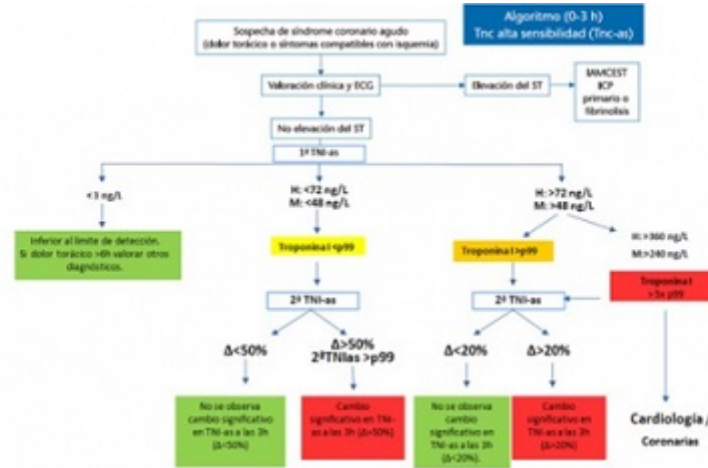 Algoritmo (0-3 h)
Tnc alta sensibilidad (Tnc-as)
Sospecha de síndrome coronario agudo
(dolor torácico o síntomas compatibles con isquemia)
Valoración clínica y ECG
Elevación del ST
IAMCEST
ICP
primario o
fibrinolisis
No elevación del ST
1ª TNI-as
<3 ng/L
H: <72 ng/L
M: <48 ng/L
H: >72 ng/L
M: >48 ng/L
H: >360 ng/L
M: >240 ng/L
Inferior al límite de detección.
Si dolor torácico >6h valorar otros
diagnósticos.
Troponina I <p99
Troponina I >p99
Troponina I
>5x p99
2ª TNI-as
2ª TNI-as
Δ<50%
Δ>50%
2ªTNIas >p99
Δ<20%
Δ>20%
No se observa
cambio significativo
en TNI-as a las 3h
(Δ<50%)
Cambio
significativo en TNI-
as a las 3h (Δ>50%)
No se observa
cambio
significativo en
TNI-as a las 3h
(Δ<20%).
Cambio
significativo en
TNI-as a las 3h
(Δ>20%)
Cardiología /
Coronarias